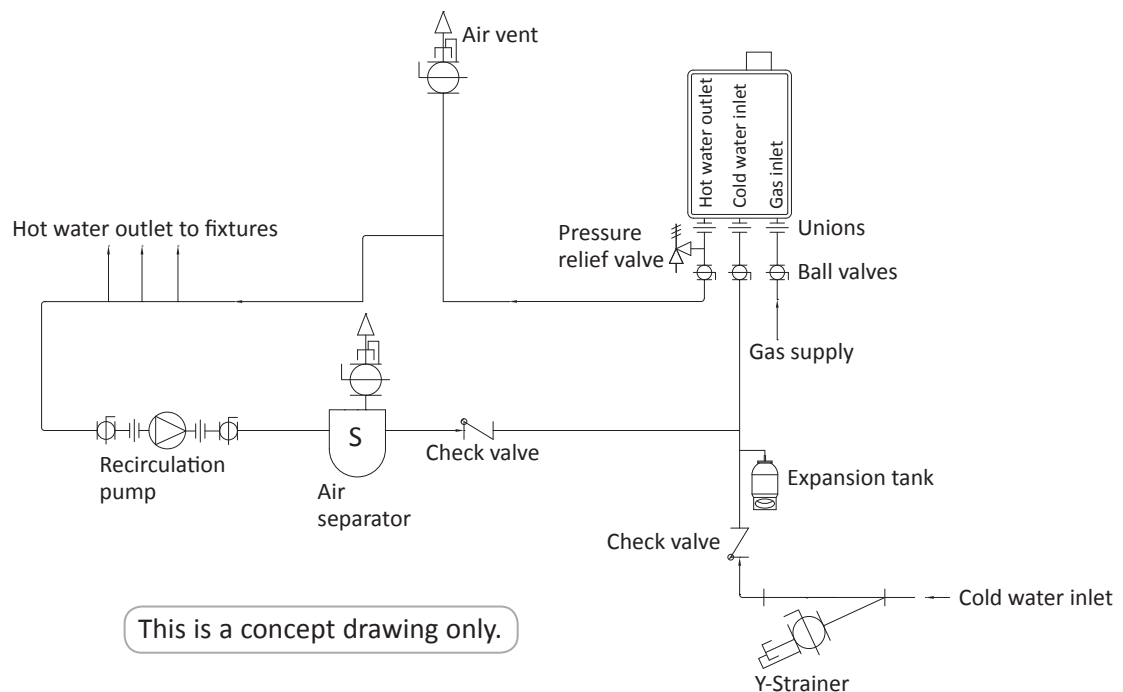 Air vent
Hot water outlet
Cold water inlet
Gas inlet
Hot water outlet to fixtures
Pressure
relief valve
Unions
Ball valves
Gas supply
S
Recirculation
pump
Air
separator
Check valve
Expansion tank
Check valve
Cold water inlet
This is a concept drawing only.
Y-Strainer